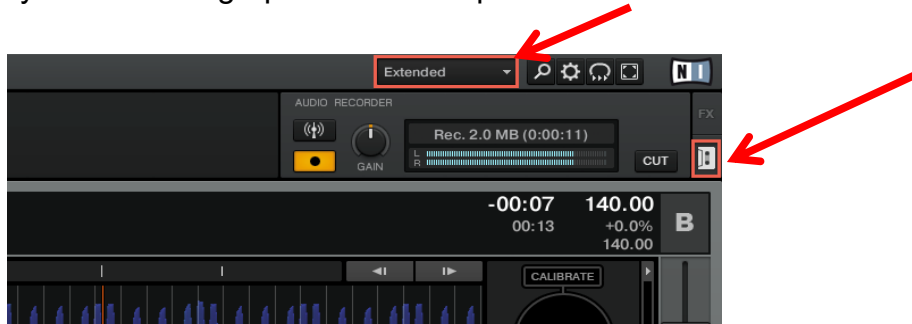 Extended
N I
AUDIO RECORDER
FX
Rec. 2.0 MB (0:00:11)
L
R
GAIN
CUT
-00:07 140.00
00:13 +0.0%
140.00
B
CALIBRATE